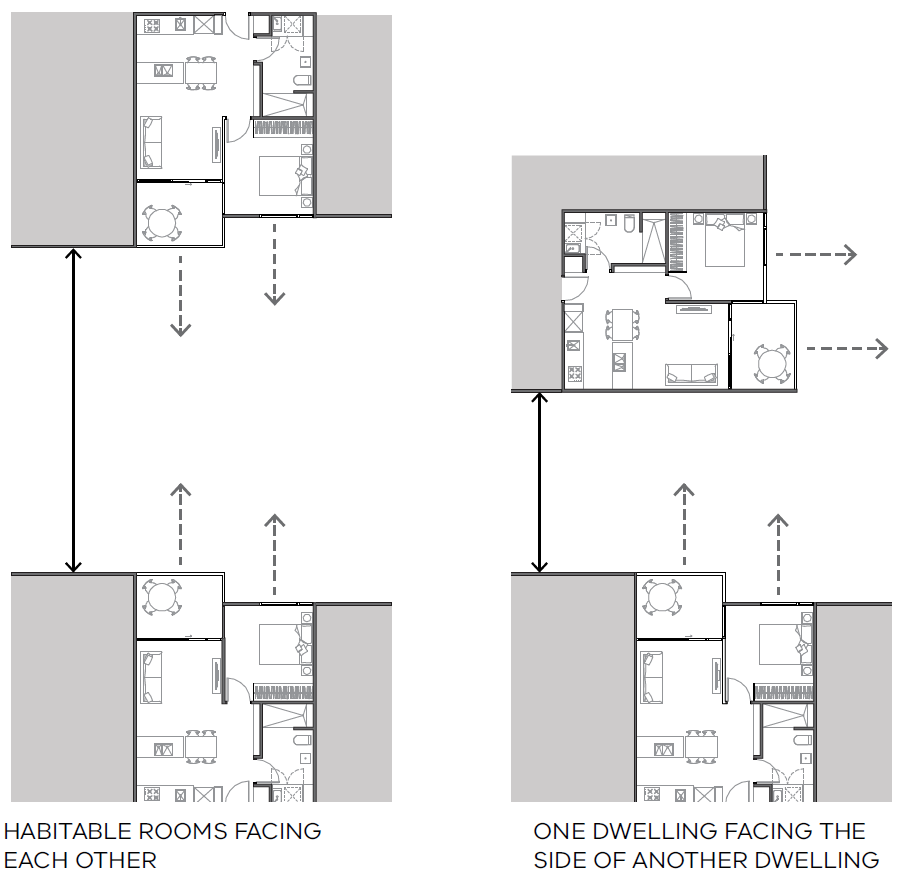 HABITABLE ROOMS FACING
EACH OTHER
ONE DWELLING FACING THE
SIDE OF ANOTHER DWELLING